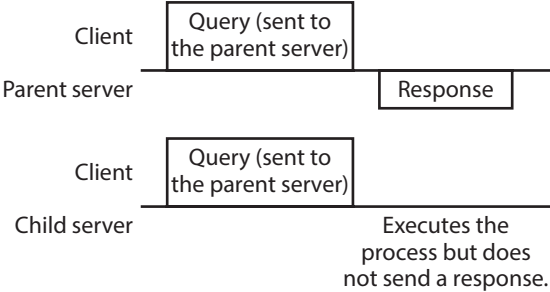 Client
Query (sent to
the parent server)
Parent server
Response
Client
Query (sent to
the parent server)
Child server
Executes the
process but does
not send a response.